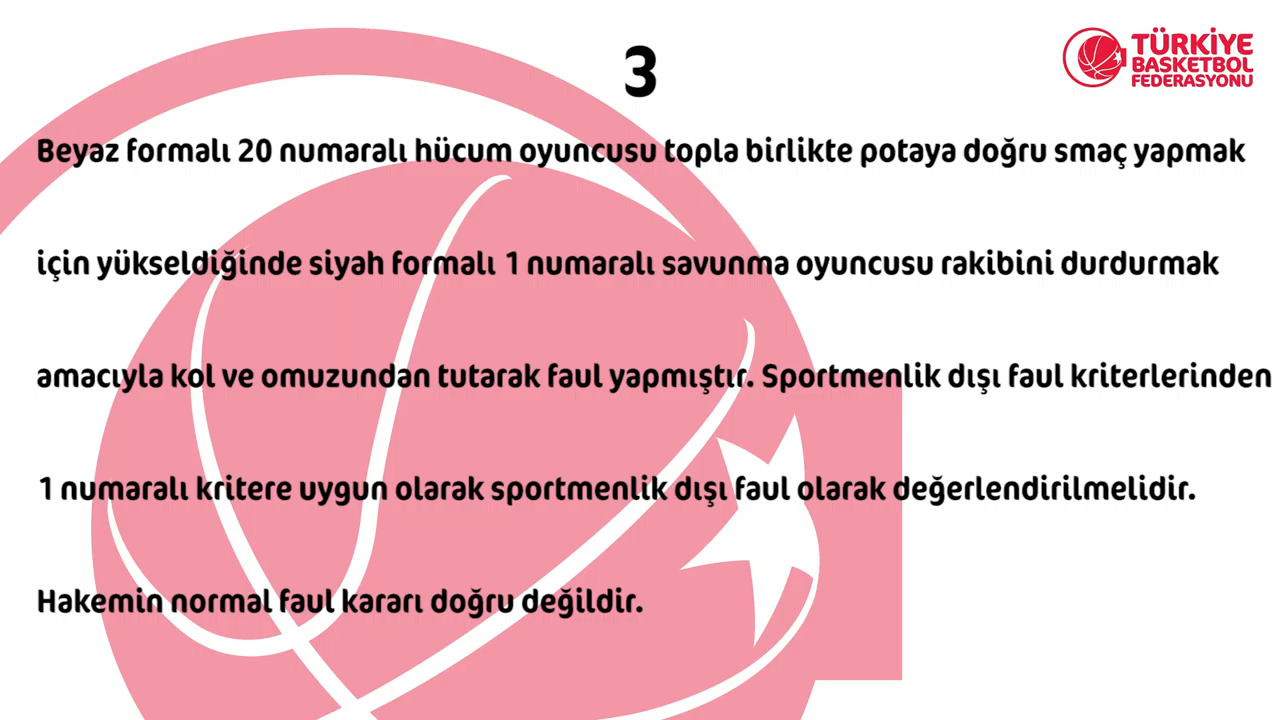 3
TÜRKİYE
BASKETBOL
FEDERASYONU
Beyaz formalı 20 numaralı hücum oyuncusu topla birlikte potaya doğru smaç yapmak
için yükseldiğinde siyah formalı 1 numaralı savunma oyuncusu rakibini durdurmak
amacıyla kol ve omuzundan tutarak faul yapmıştır. Sportmenlik dışı faul kriterlerinden
1 numaralı kritere uygun olarak sportmenlik dışı faul olarak değerlendirilmelidir.
Hakemin normal faul kararı doğru değildir.